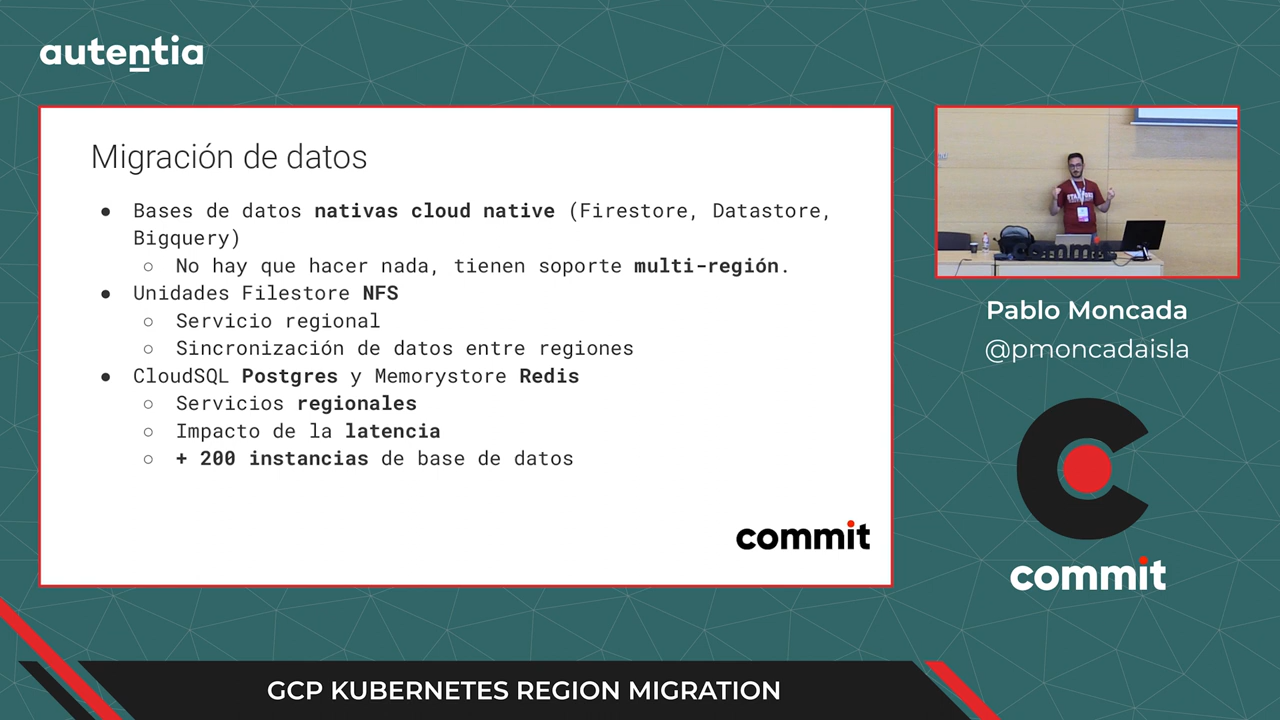 autentia
Migración de datos
● Bases de datos nativas cloud native (Firestore, Datastore,
Bigquery)
○ No hay que hacer nada, tienen soporte multi-región.
● Unidades Filestore NFS
○ Servicio regional
○ Sincronización de datos entre regiones
● CloudSQL Postgres y Memorystore Redis
○ Servicios regionales
○ Impacto de la latencia
○ + 200 instancias de base de datos
commit
commit
Pablo Moncada
@pmoncadaisla
commit
GCP KUBERNETES REGION MIGRATION